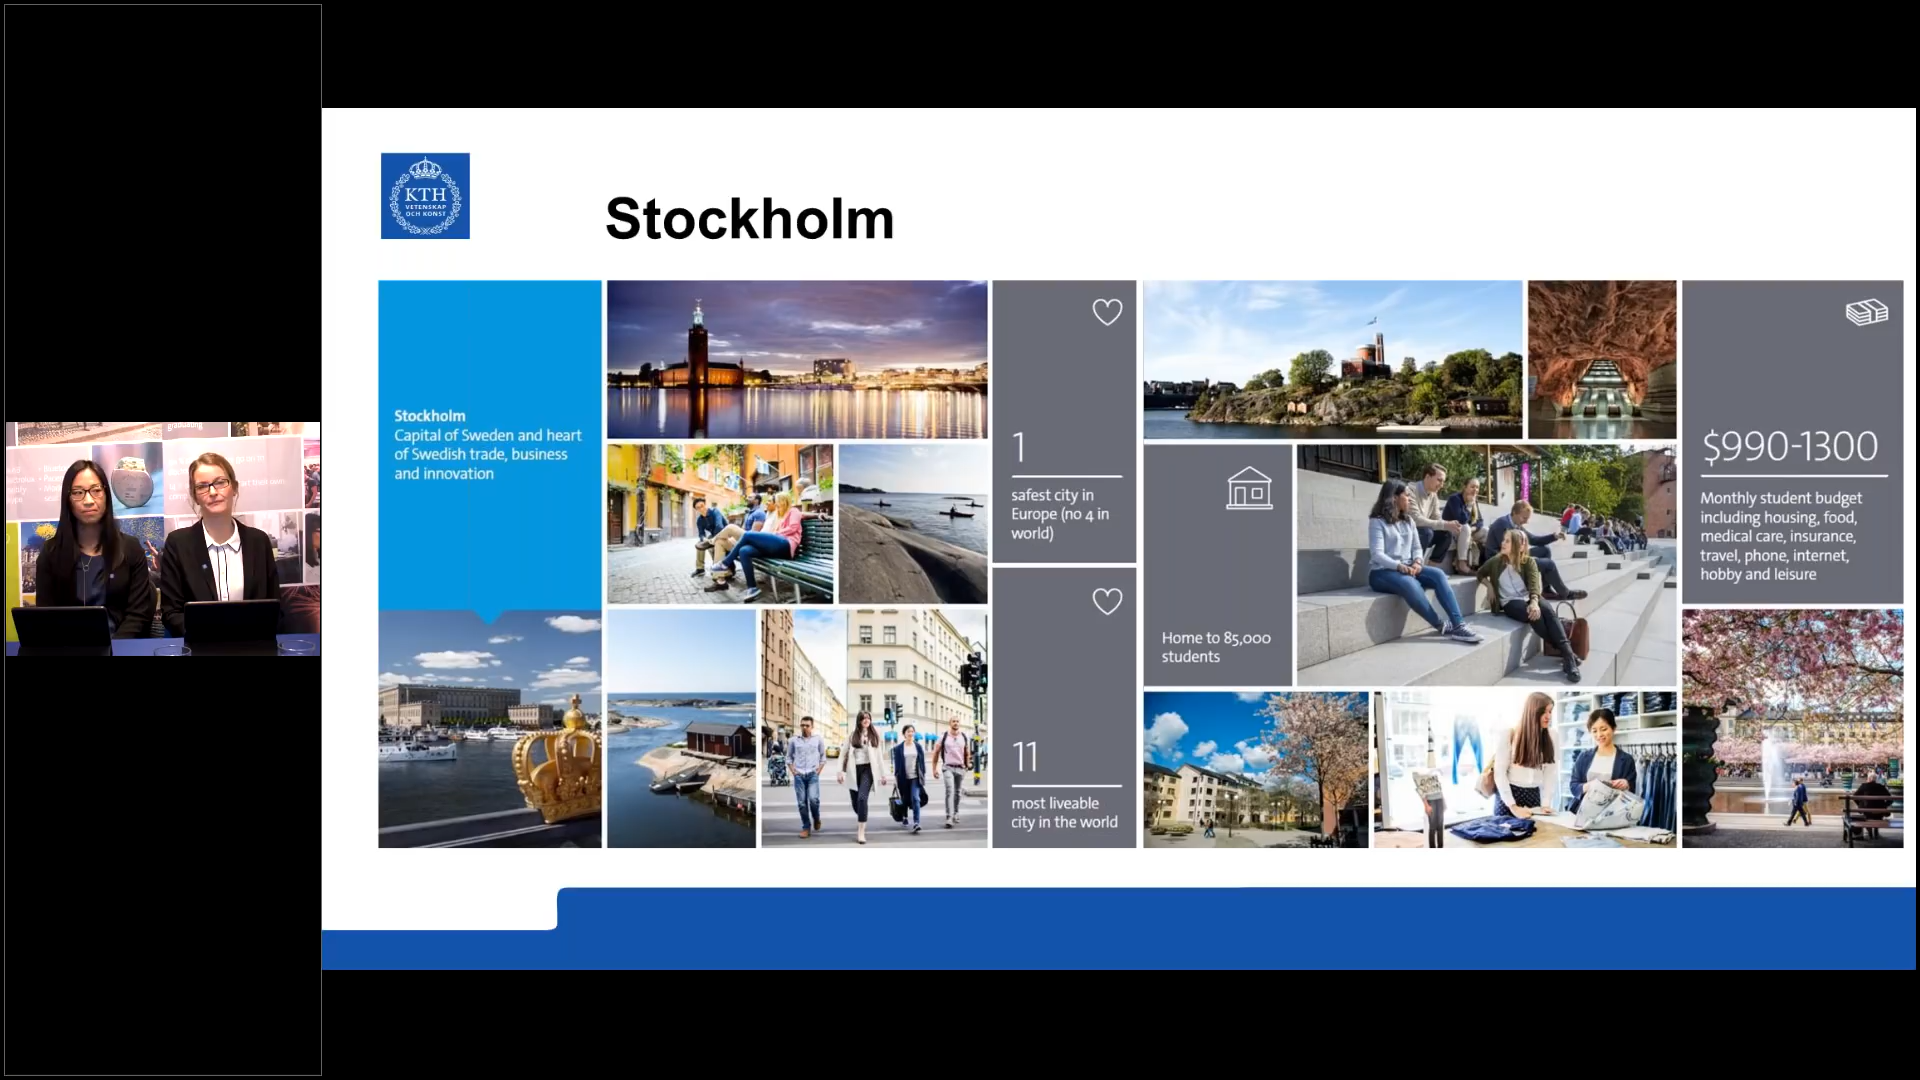 KTH
VETENSKAP
OCH KONST
Stockholm
Stockholm
Capital of Sweden and heart
of Swedish trade, business
and innovation
1
safest city in
Europe (no 4 in
world)
11
most liveable
city in the world
Home to 85,000
students
$990-1300
Monthly student budget
including housing, food,
medical care, insurance,
travel, phone, internet,
hobby and leisure
graduating